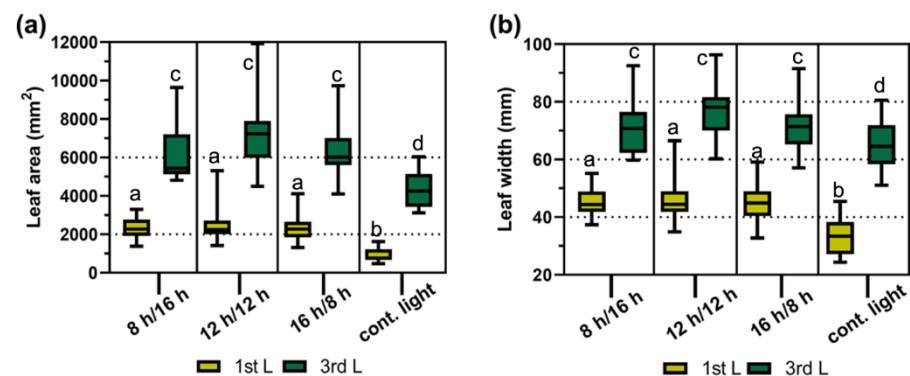 (a)
Leaf area (mm²)
12000
10000
8000
6000
4000
2000
0
a
c
a
c
a
c
b
d
8 h/16 h
12 h/12 h
16 h/8 h
cont. light
1st L
3rd L
(b)
Leaf width (mm)
100
80
60
40
20
a
c
a
c
a
c
b
d
8 h/16 h
12 h/12 h
16 h/8 h
cont. light
1st L
3rd L